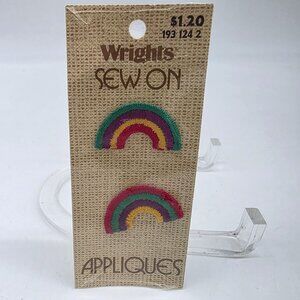 $1.20
193 124 2
Wrights
SEW ON
APPLIQUES